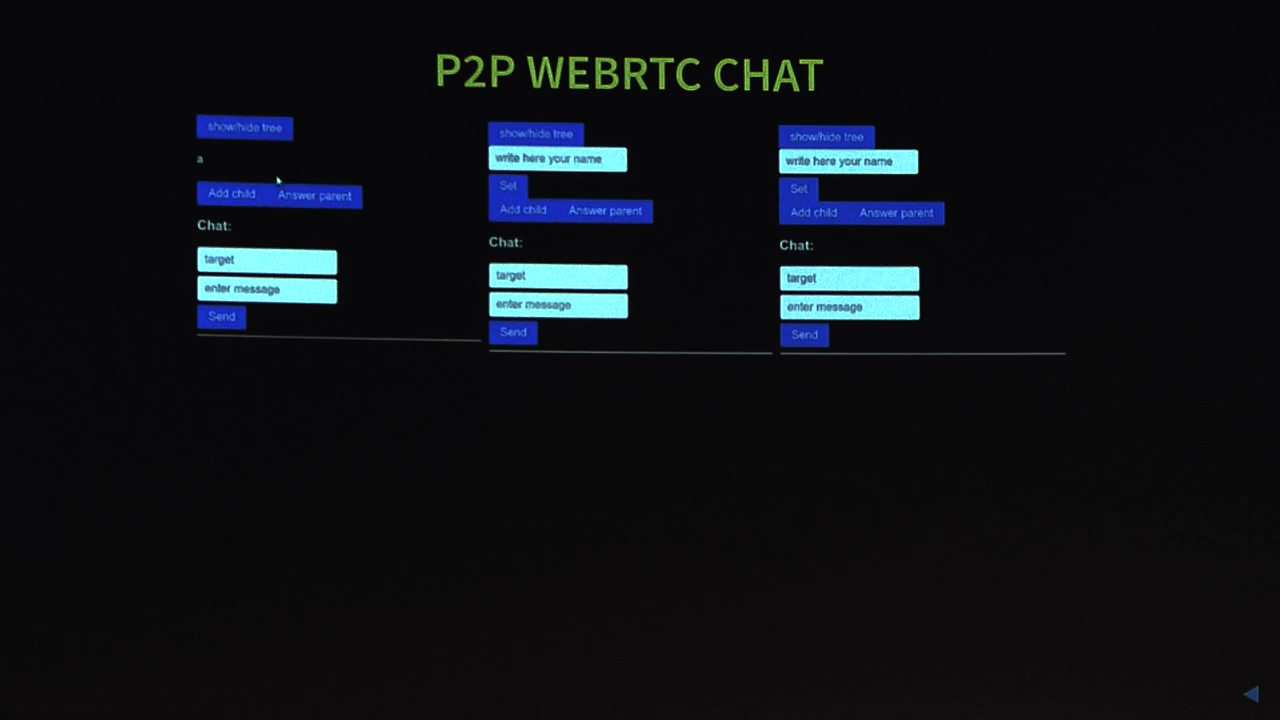 P2P WEBRTC CHAT
show/hide tree
a
Add child Answer parent
Chat:
target
enter message
Send
show/hide tree
write here your name
Set
Add child Answer parent
Chat:
target
enter message
Send
show/hide tree
write here your name
Set
Add child Answer parent
Chat:
target
enter message
Send